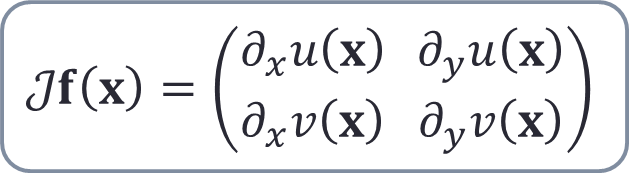 𝒥𝐟(𝐱) = (∂ₓu(𝐱) ∂ᵧu(𝐱)
∂ₓv(𝐱) ∂ᵧv(𝐱))